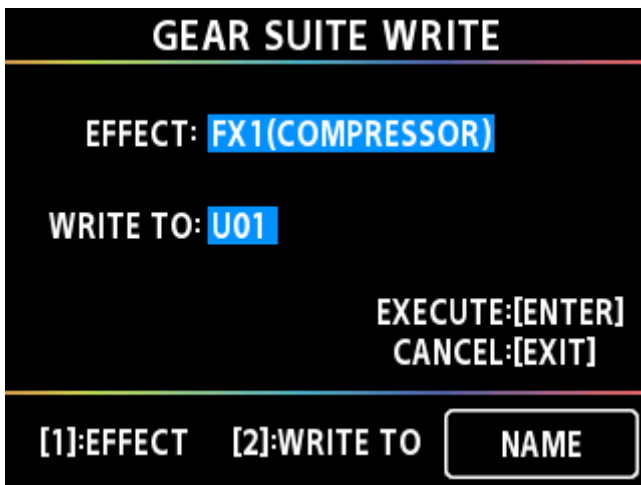 GEAR SUITE WRITE
EFFECT: FX1(COMPRESSOR)
WRITE TO: U01
EXECUTE:[ENTER]
CANCEL:[EXIT]
[1]:EFFECT [2]:WRITE TO NAME